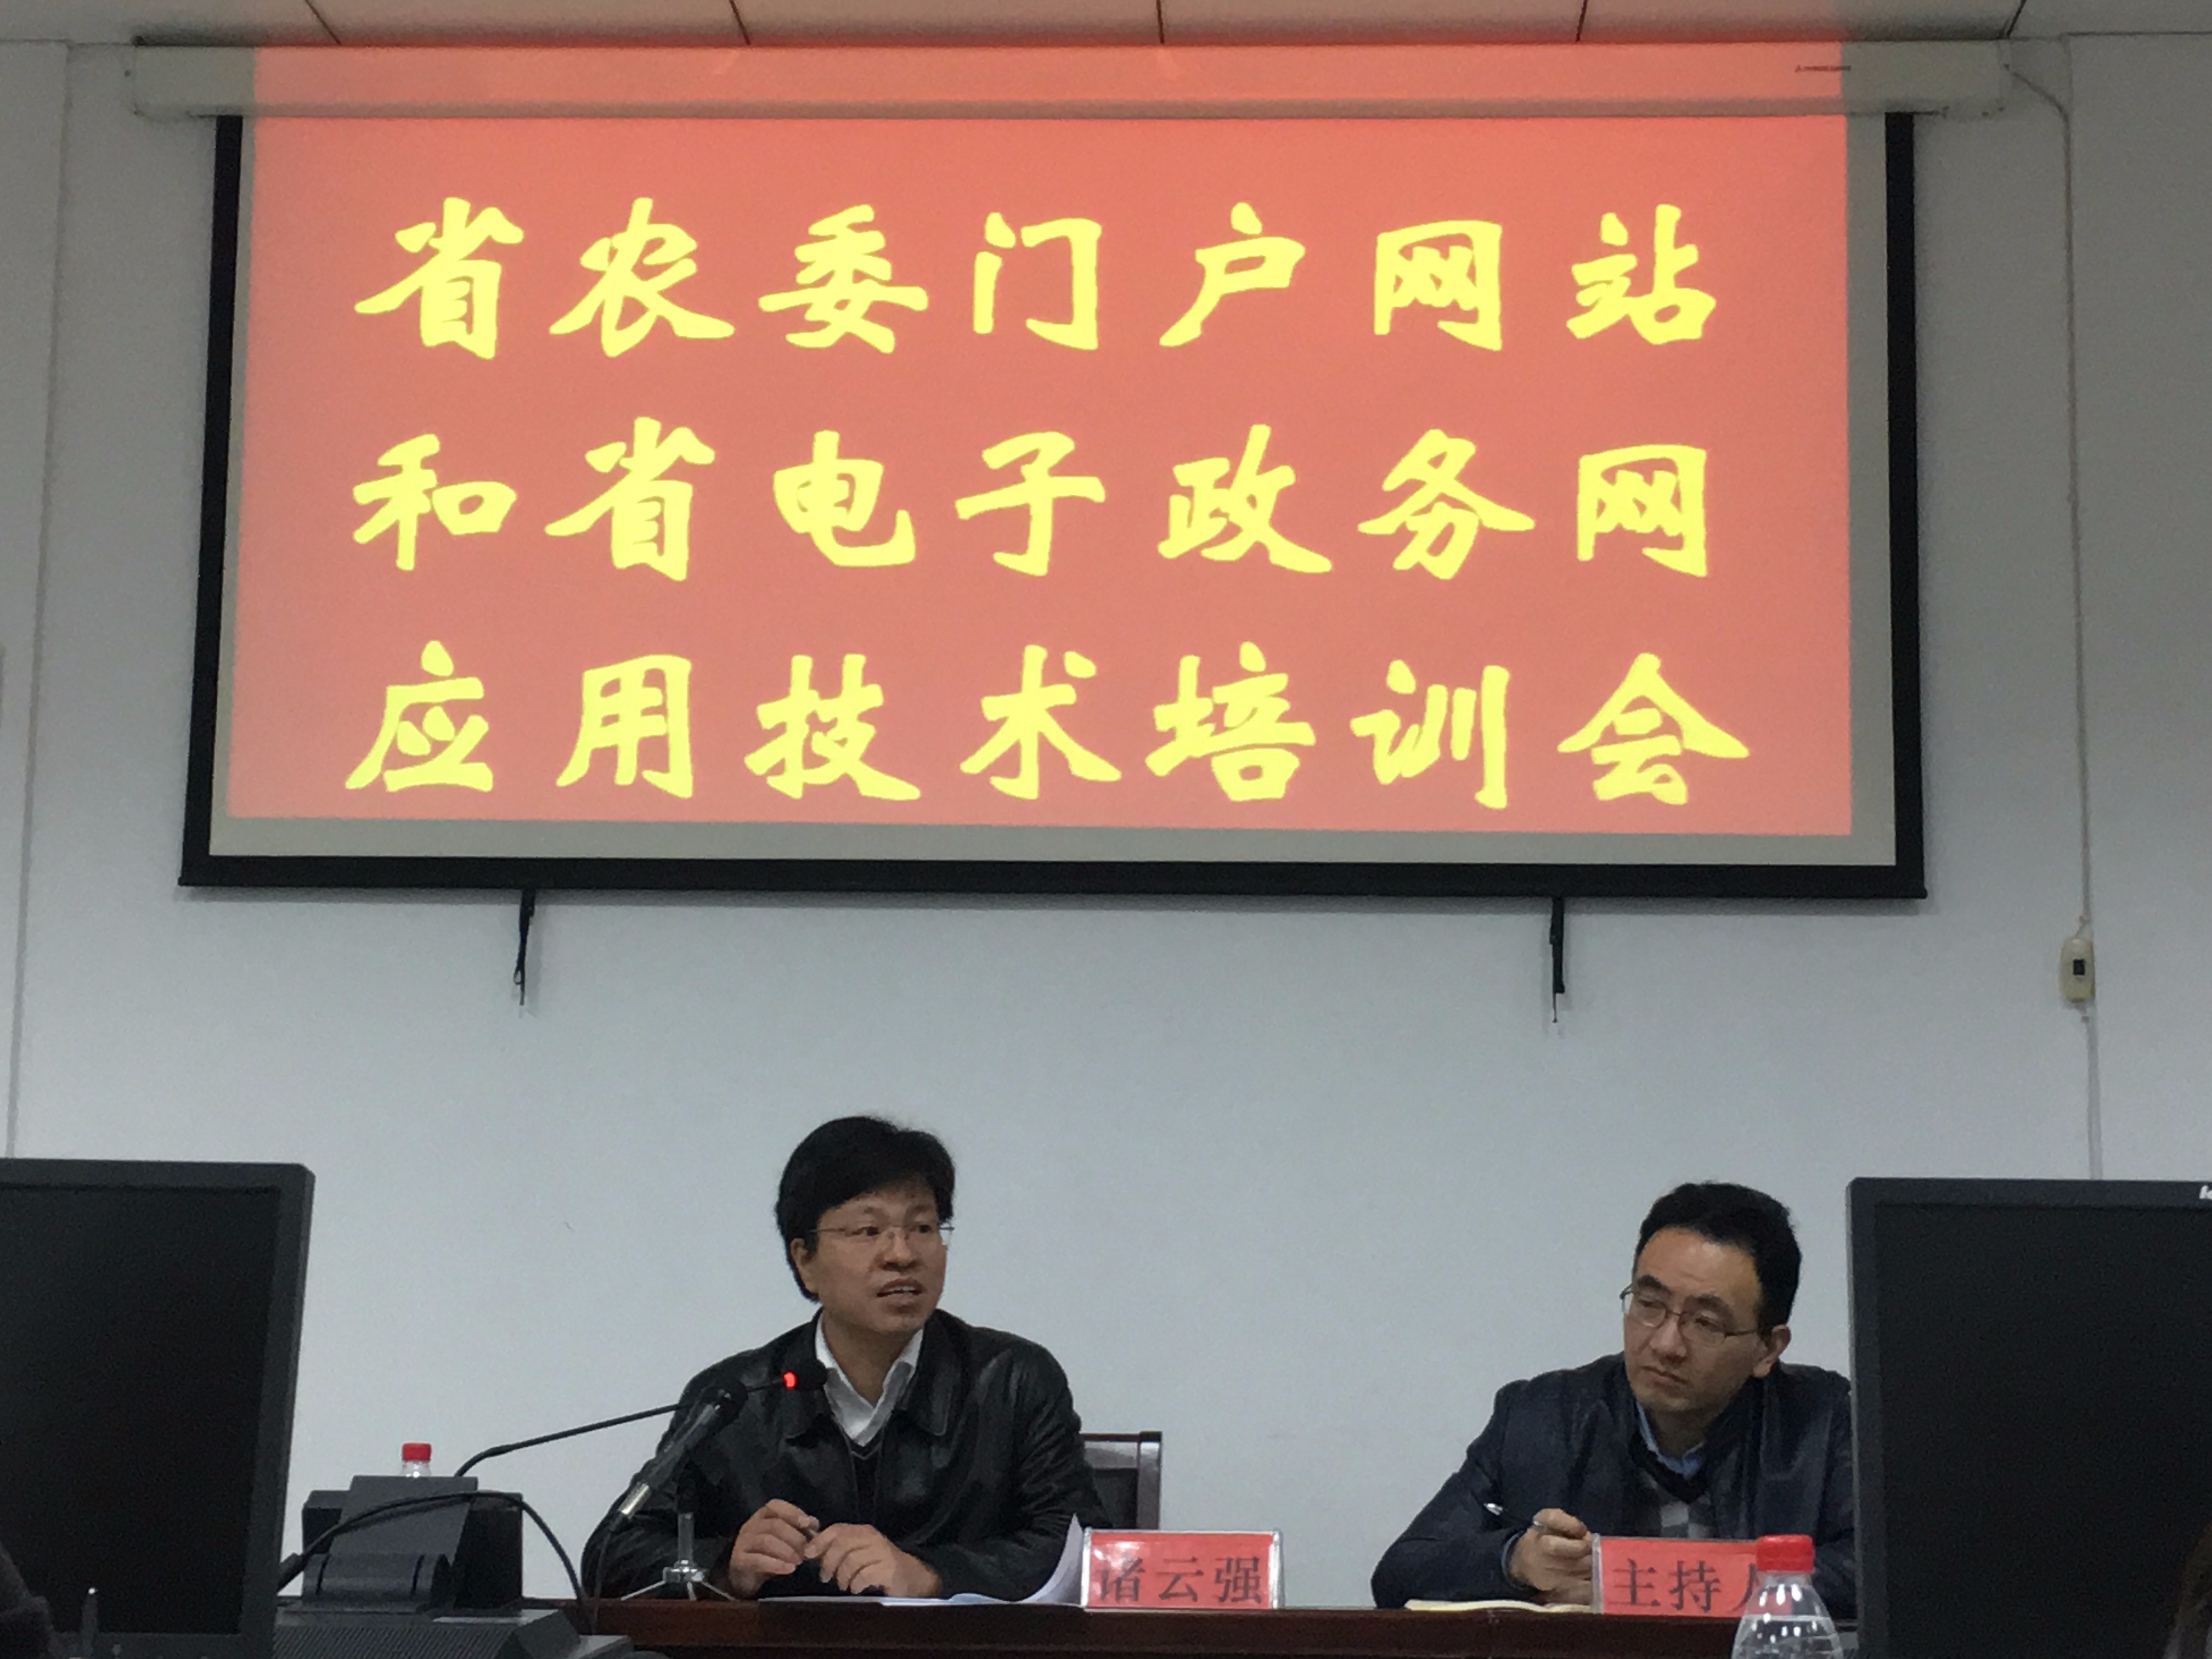 省农委门户网站
和省电子政务网
应用技术培训会
诸云强
主持人